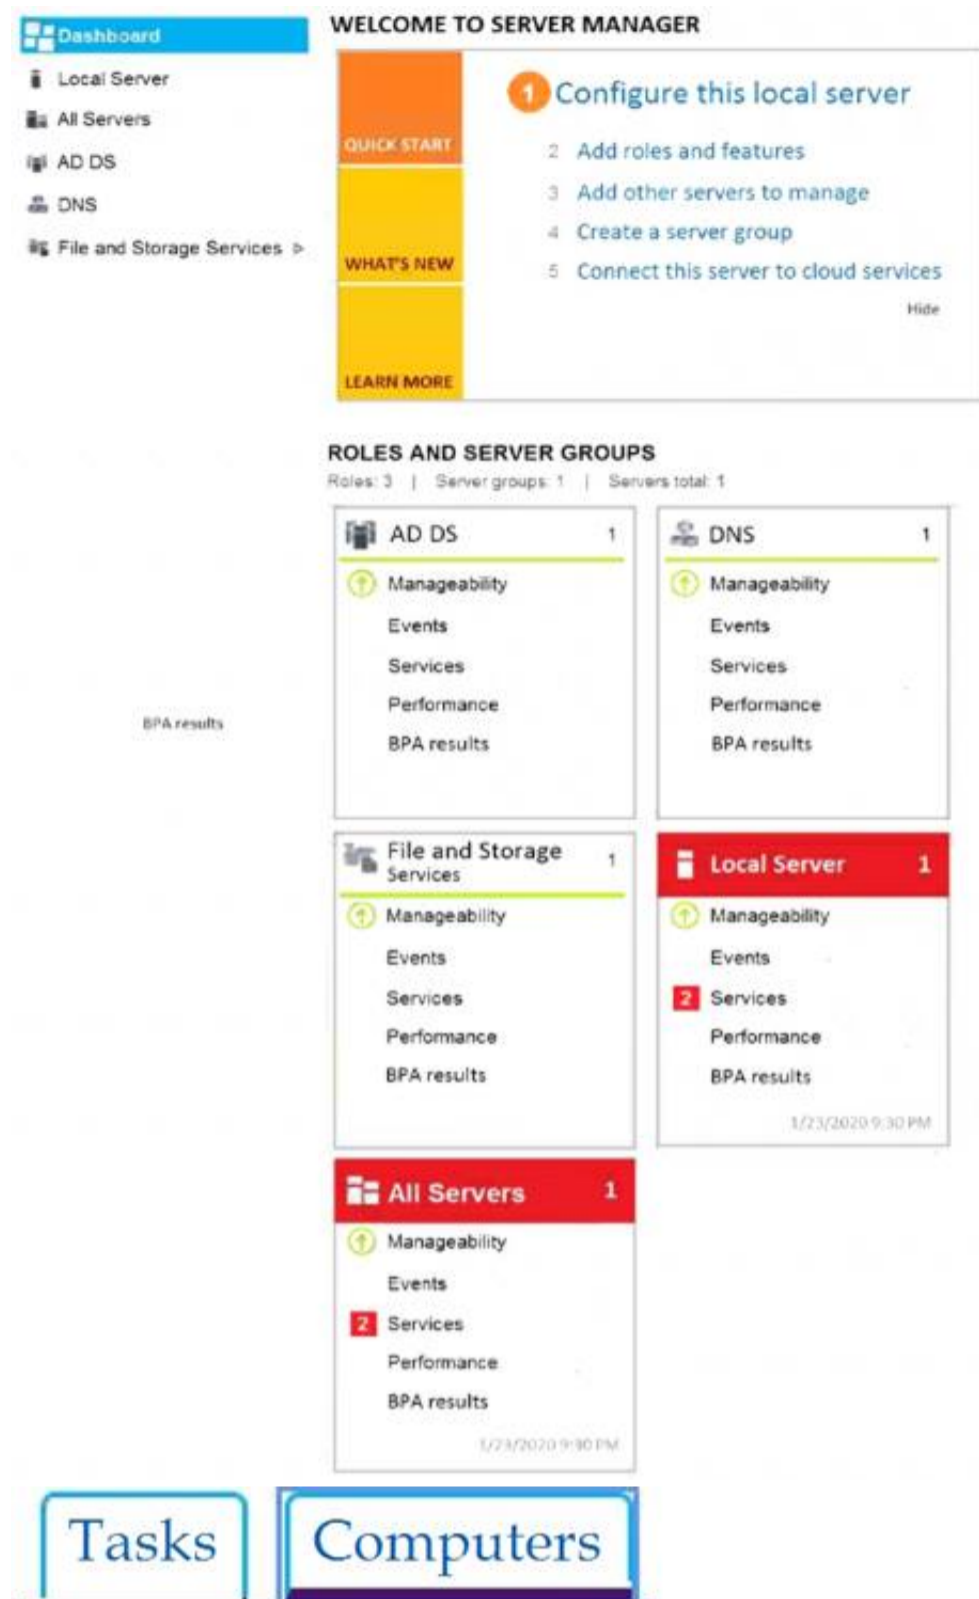 Dashboard
Local Server
All Servers
AD DS
DNS
File and Storage Services
WELCOME TO SERVER MANAGER
QUICK START
WHAT'S NEW
LEARN MORE
1 Configure this local server
2 Add roles and features
3 Add other servers to manage
4 Create a server group
5 Connect this server to cloud services
Hide
ROLES AND SERVER GROUPS
Roles: 3 | Server groups: 1 | Servers total: 1
AD DS 1
Manageability
Events
Services
Performance
BPA results
DNS 1
Manageability
Events
Services
Performance
BPA results
BPA results
File and Storage 1
Services
Manageability
Events
Services
Performance
BPA results
Local Server 1
Manageability
Events
2 Services
Performance
BPA results
1/23/2020 9:30 PM
All Servers 1
Manageability
Events
2 Services
Performance
BPA results
1/23/2020 9:30 PM
Tasks
Computers